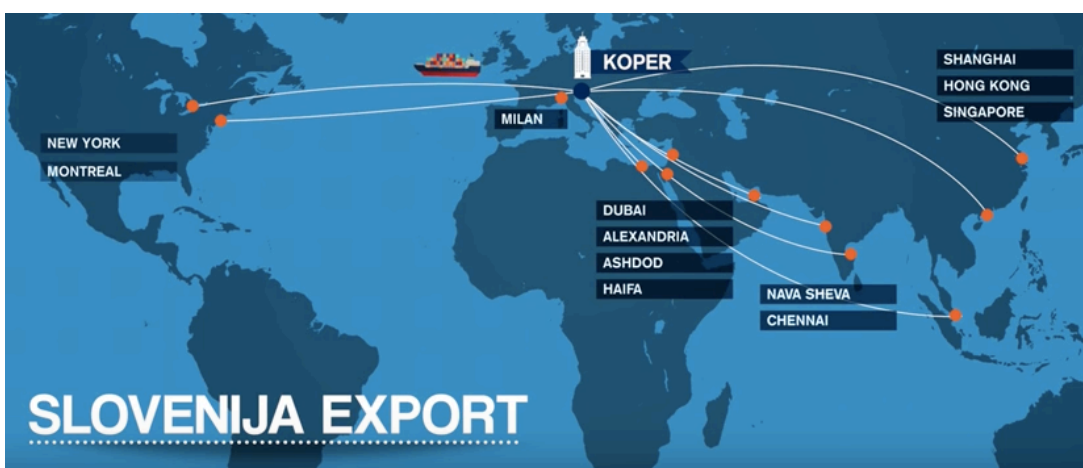 KOPER
SHANGHAI
HONG KONG
SINGAPORE
MILAN
NEW YORK
MONTREAL
DUBAI
ALEXANDRIA
ASHDOD
HAIFA
NAVA SHEVA
CHENNAI
SLOVENIJA EXPORT